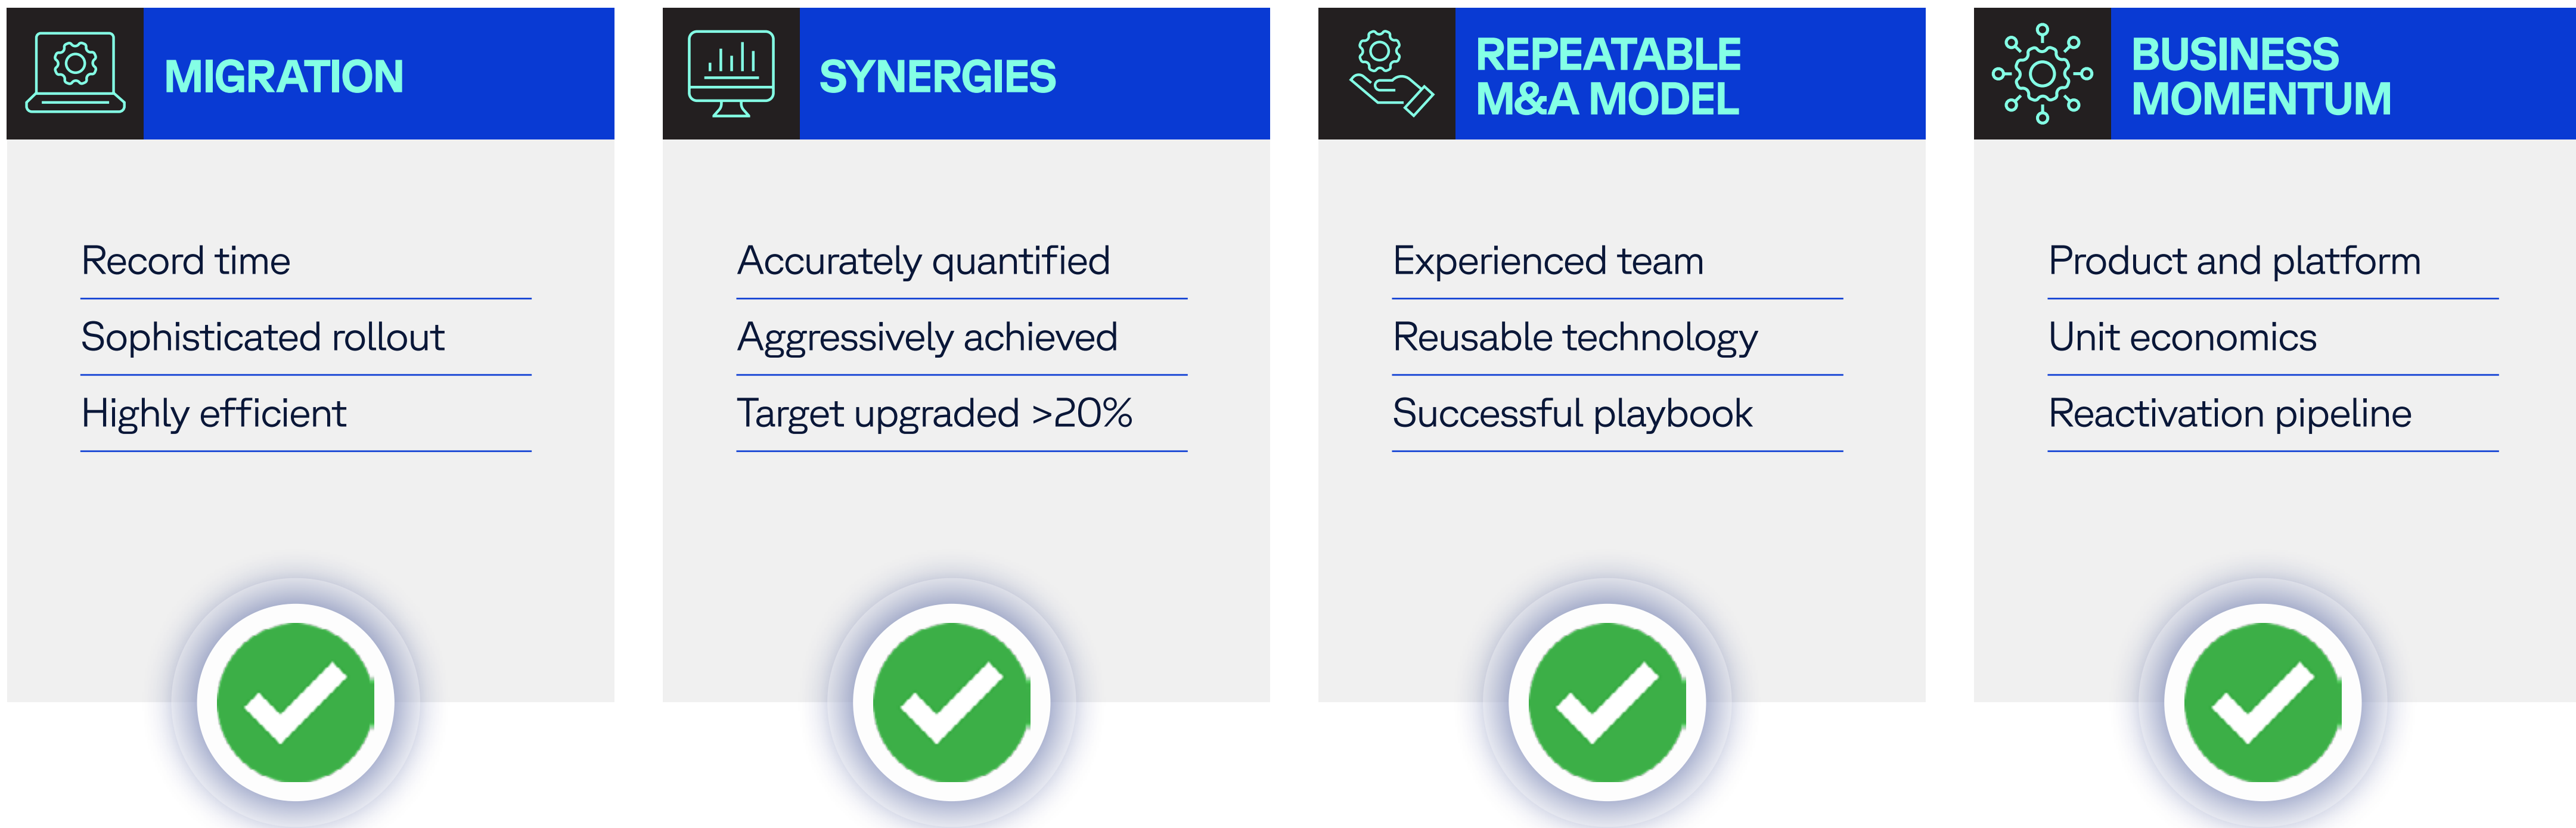 MIGRATION
Record time
Sophisticated rollout
Highly efficient
SYNERGIES
Accurately quantified
Aggressively achieved
Target upgraded >20%
REPEATABLE
M&A MODEL
Experienced team
Reusable technology
Successful playbook
BUSINESS
MOMENTUM
Product and platform
Unit economics
Reactivation pipeline